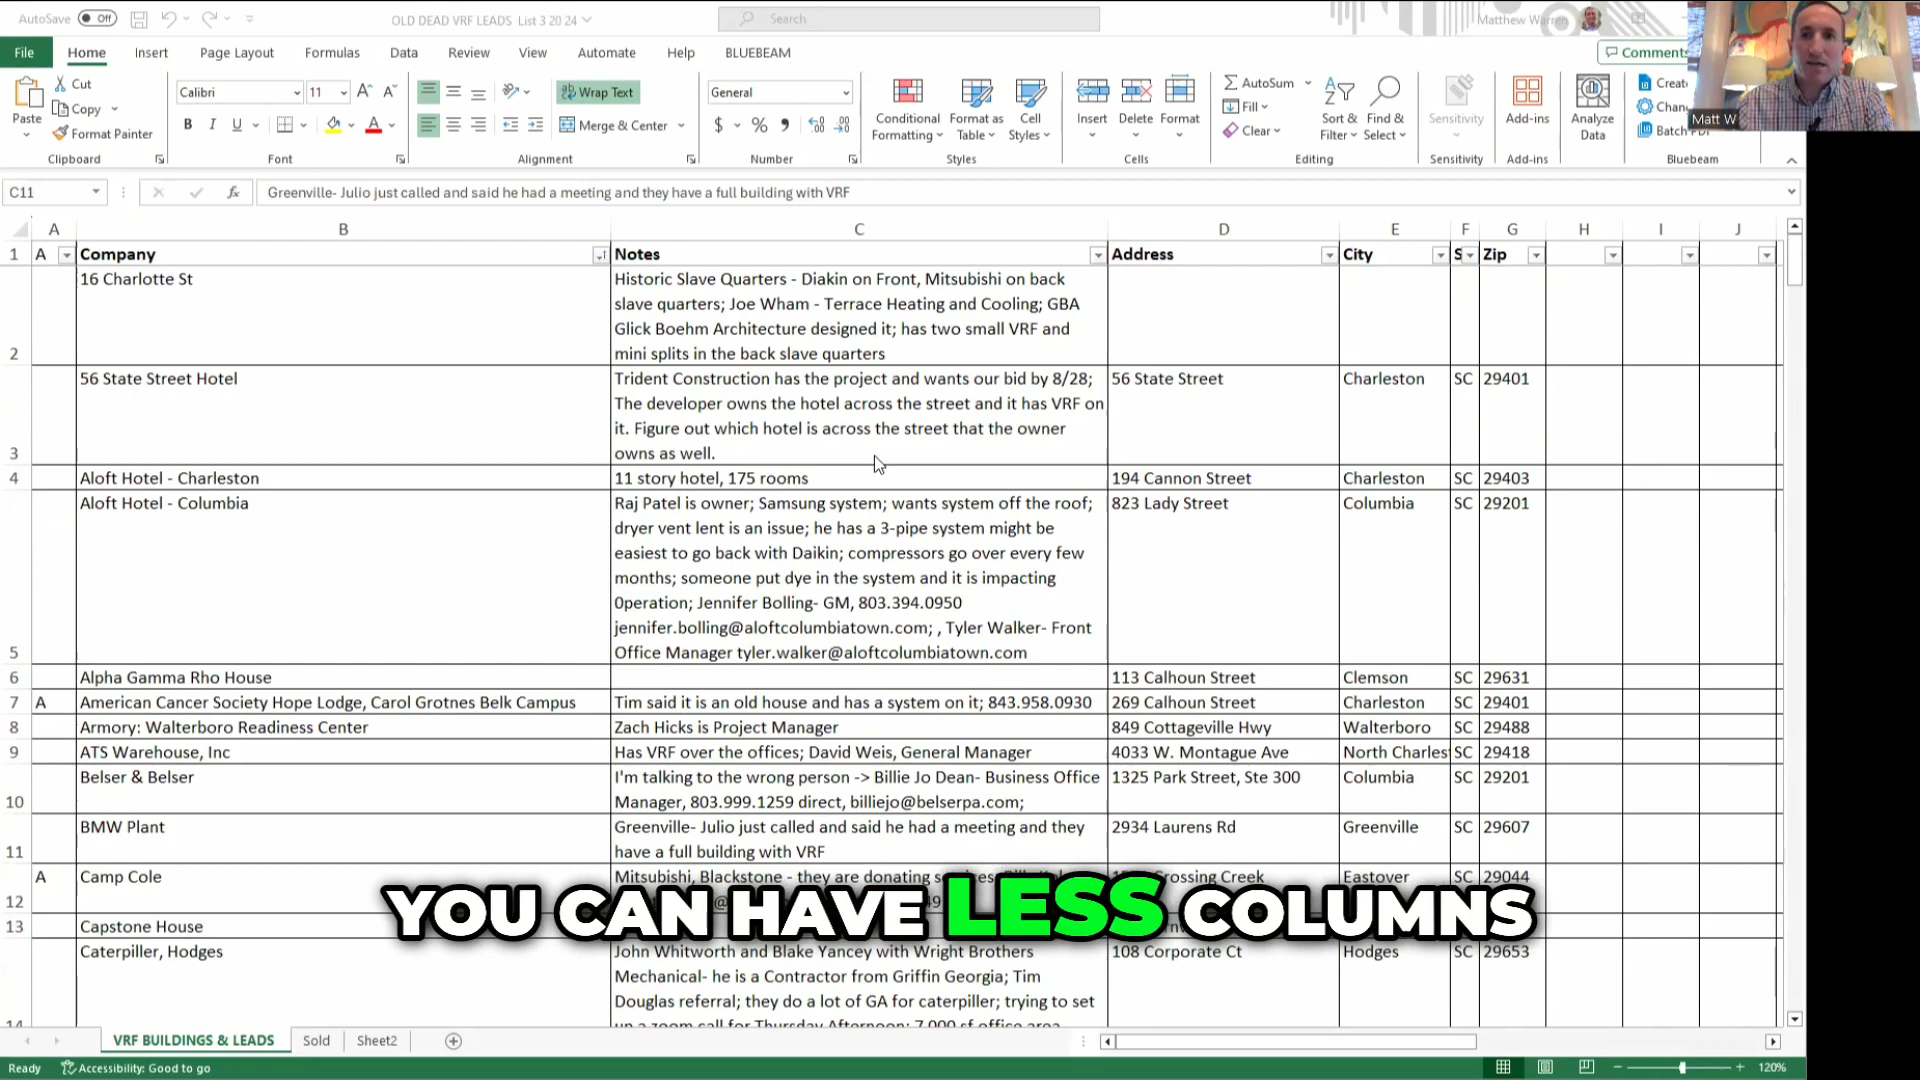 AutoSave Off OLD DEAD VRF LEADS List 3 20 24 Search Matthew Warren
File Home Insert Page Layout Formulas Data Review View Automate Help BLUEBEAM Comments
Paste Cut Copy Format Painter
Calibri 11
B I U
Wrap Text
Merge & Center
General
$ % 9
Conditional Formatting Format as Table Cell Styles
Insert Delete Format
AutoSum Fill Clear
Sort & Filter Find & Select
Sensitivity
Add-ins
Analyze Data
Matt W
Clipboard Font Alignment Number Styles Cells Editing Sensitivity Add-ins Bluebeam
C11 fx Greenville- Julio just called and said he had a meeting and they have a full building with VRF
A B C D E F G H I J
1 A Company Notes Address City S Zip
16 Charlotte St Historic Slave Quarters - Diakin on Front, Mitsubishi on back
slave quarters; Joe Wham - Terrace Heating and Cooling; GBA
Glick Boehm Architecture designed it; has two small VRF and
2 mini splits in the back slave quarters
56 State Street Hotel Trident Construction has the project and wants our bid by 8/28; 56 State Street Charleston SC 29401
The developer owns the hotel across the street and it has VRF on
it. Figure out which hotel is across the street that the owner
3 owns as well.
4 Aloft Hotel - Charleston 11 story hotel, 175 rooms 194 Cannon Street Charleston SC 29403
Aloft Hotel - Columbia Raj Patel is owner; Samsung system; wants system off the roof; 823 Lady Street Columbia SC 29201
dryer vent lent is an issue; he has a 3-pipe system might be
easiest to go back with Daikin; compressors go over every few
months; someone put dye in the system and it is impacting
0peration; Jennifer Bolling- GM, 803.394.0950
jennifer.bolling@aloftcolumbiatown.com; , Tyler Walker- Front
5 Office Manager tyler.walker@aloftcolumbiatown.com
6 Alpha Gamma Rho House 113 Calhoun Street Clemson SC 29631
7 A American Cancer Society Hope Lodge, Carol Grotnes Belk Campus Tim said it is an old house and has a system on it; 843.958.0930 269 Calhoun Street Charleston SC 29401
8 Armory: Walterboro Readiness Center Zach Hicks is Project Manager 849 Cottageville Hwy Walterboro SC 29488
9 ATS Warehouse, Inc Has VRF over the offices; David Weis, General Manager 4033 W. Montague Ave North Charles SC 29418
Belser & Belser I'm talking to the wrong person -> Billie Jo Dean- Business Office 1325 Park Street, Ste 300 Columbia SC 29201
10 Manager, 803.999.1259 direct, billiejo@belserpa.com;
BMW Plant Greenville- Julio just called and said he had a meeting and they 2934 Laurens Rd Greenville SC 29607
11 have a full building with VRF
A Camp Cole Mitsubishi, Blackstone - they are donating Crossing Creek Eastover SC 29044
12
YOU CAN HAVE LESS COLUMNS
13 Capstone House
Caterpiller, Hodges John Whitworth and Blake Yancey with Wright Brothers 108 Corporate Ct Hodges SC 29653
Mechanical- he is a Contractor from Griffin Georgia; Tim
Douglas referral; they do a lot of GA for caterpiller; trying to set
14 up a zoom call for Thursday Afternoon; 7,000 sf office area
VRF BUILDINGS & LEADS Sold Sheet2
Ready Accessibility: Good to go 120%